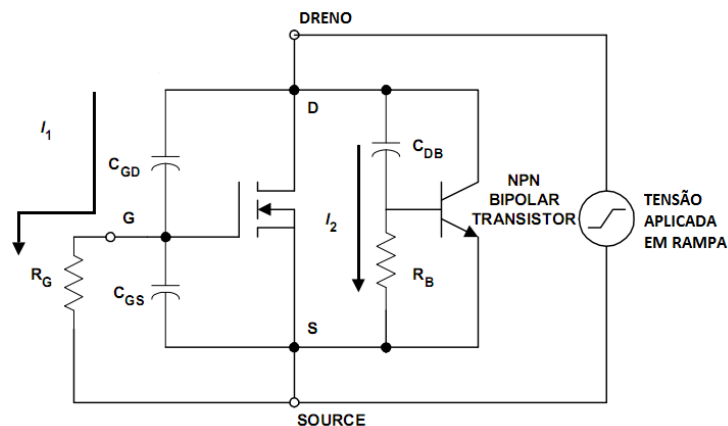 DRENO
I1
D
CGD
CDB
G
I2
NPN
BIPOLAR
TRANSISTOR
TENSÃO
APLICADA
EM RAMPA
RG
CGS
RB
S
SOURCE